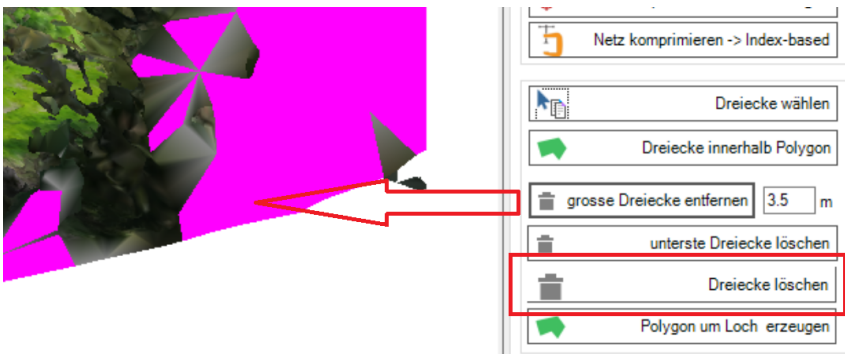 Netz komprimieren -> Index-based
Dreiecke wählen
Dreiecke innerhalb Polygon
grosse Dreiecke entfernen 3.5 m
unterste Dreiecke löschen
Dreiecke löschen
Polygon um Loch erzeugen